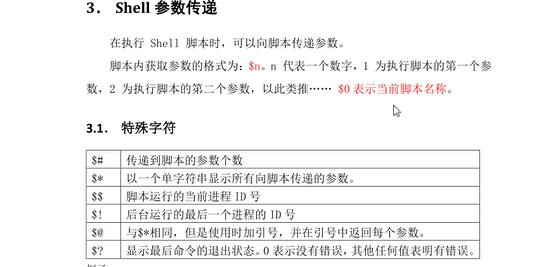 3. Shell 参数传递
在执行 Shell 脚本时，可以向脚本传递参数。
脚本内获取参数的格式为：$n。n 代表一个数字，1 为执行脚本的第一个参
数，2 为执行脚本的第二个参数，以此类推…… $0 表示当前脚本名称。
3.1. 特殊字符
$# 传递到脚本的参数个数
$* 以一个单字符串显示所有向脚本传递的参数。
$$ 脚本运行的当前进程 ID 号
$! 后台运行的最后一个进程的 ID 号
$@ 与$*相同，但是使用时加引号，并在引号中返回每个参数。
$? 显示最后命令的退出状态。0 表示没有错误，其他任何值表明有错误。